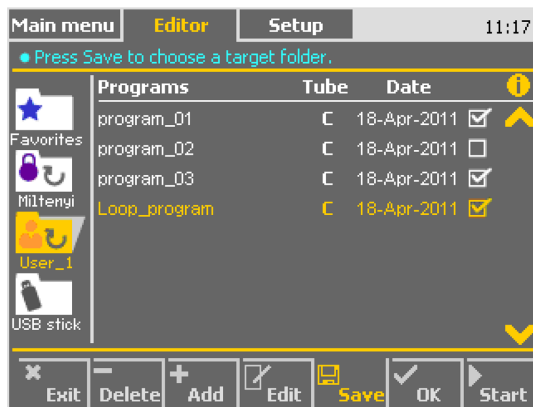 Main menu Editor Setup 11:17
Press Save to choose a target folder.
Programs Tube Date i
program_01 C 18-Apr-2011
program_02 C 18-Apr-2011
program_03 C 18-Apr-2011
Loop_program C 18-Apr-2011
Favorites
Miltenyi
User_1
USB stick
Exit Delete Add Edit Save OK Start